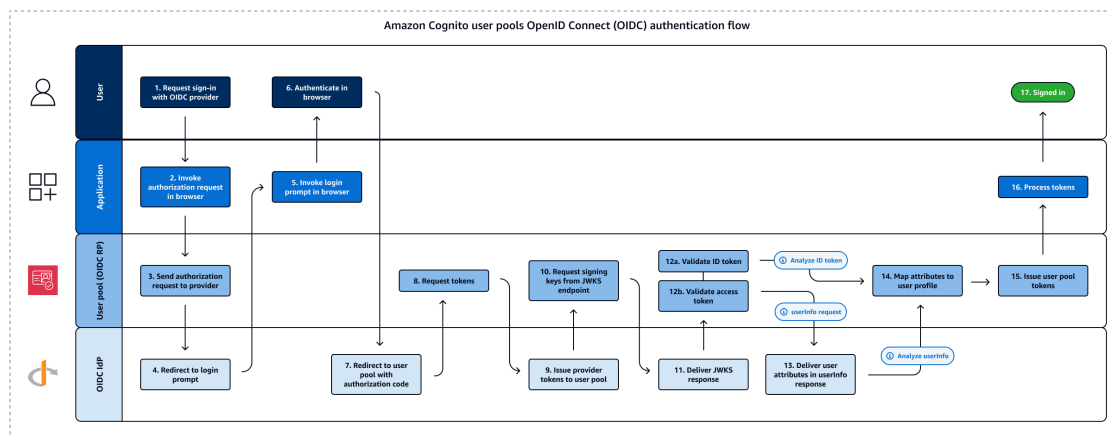 Amazon Cognito user pools OpenID Connect (OIDC) authentication flow
User
1. Request sign-in
with OIDC provider
6. Authenticate in
browser
17. Signed in
Application
2. Invoke
authorization request
in browser
5. Invoke login
prompt in browser
16. Process tokens
User pool (OIDC RP)
3. Send authorization
request to provider
8. Request tokens
10. Request signing
keys from JWKS
endpoint
12a. Validate ID token
12b. Validate access
token
Analyze ID token
userInfo request
14. Map attributes to
user profile
15. Issue user pool
tokens
OIDC IdP
4. Redirect to login
prompt
7. Redirect to user
pool with
authorization code
9. Issue provider
tokens to user pool
11. Deliver JWKS
response
13. Deliver user
attributes in userInfo
response
Analyze userInfo